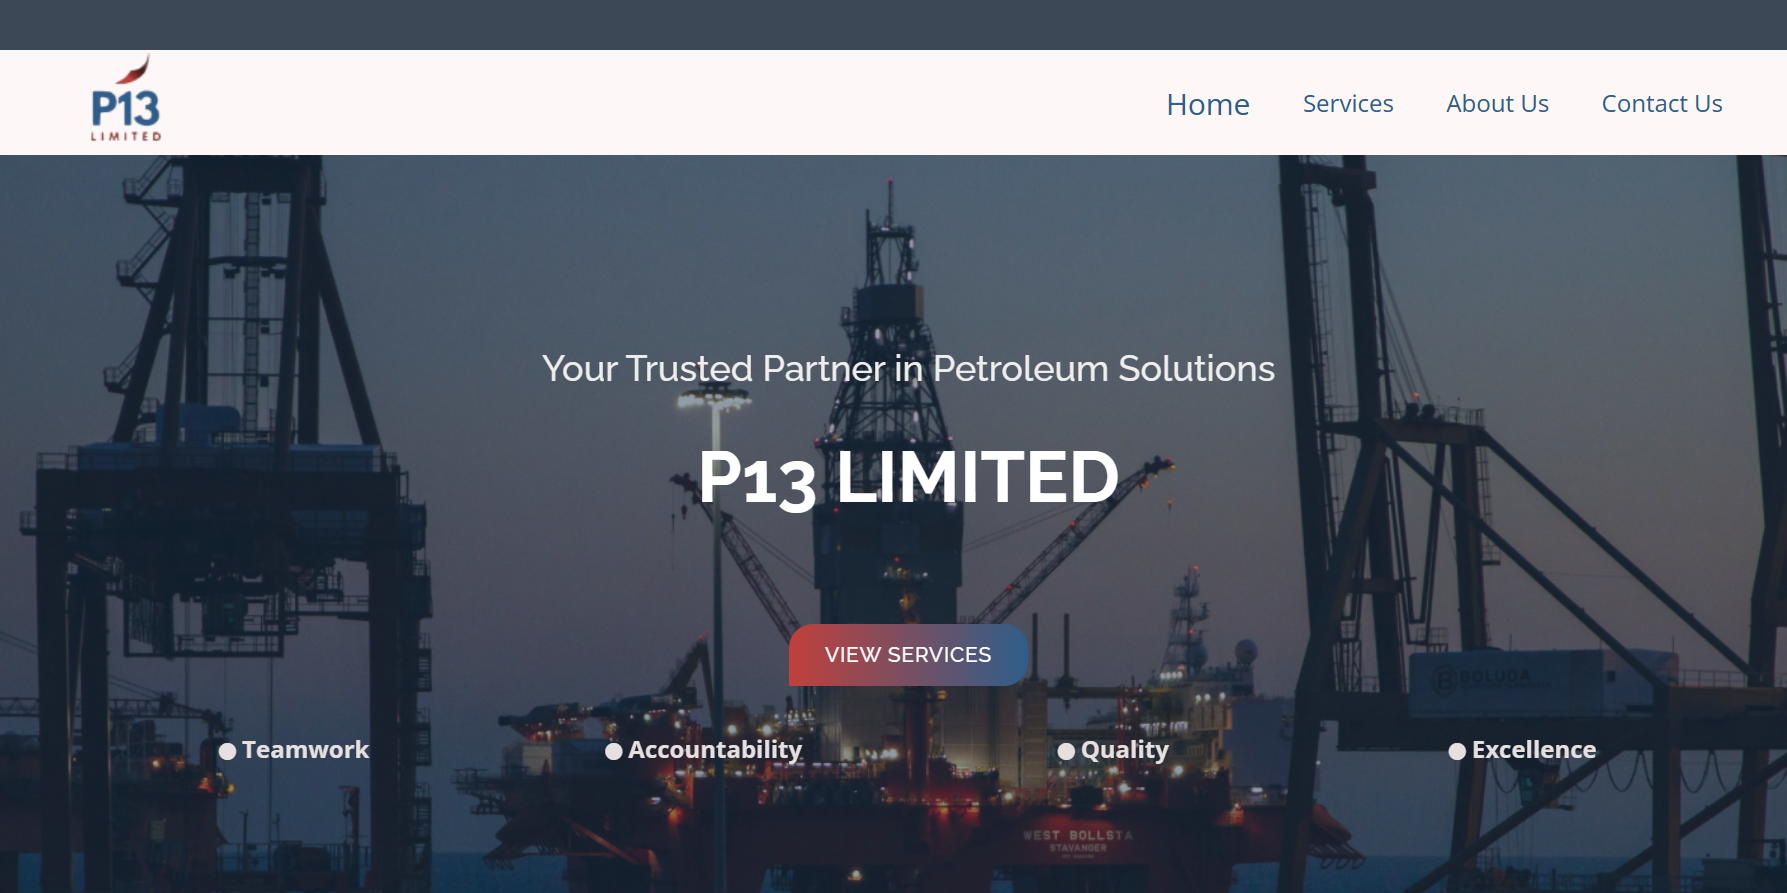 P13
LIMITED
Home
Services
About Us
Contact Us
Your Trusted Partner in Petroleum Solutions
P13 LIMITED
VIEW SERVICES
Teamwork
Accountability
Quality
Excellence
BOLUDA
WEST BOLLSTA
STAVANGER